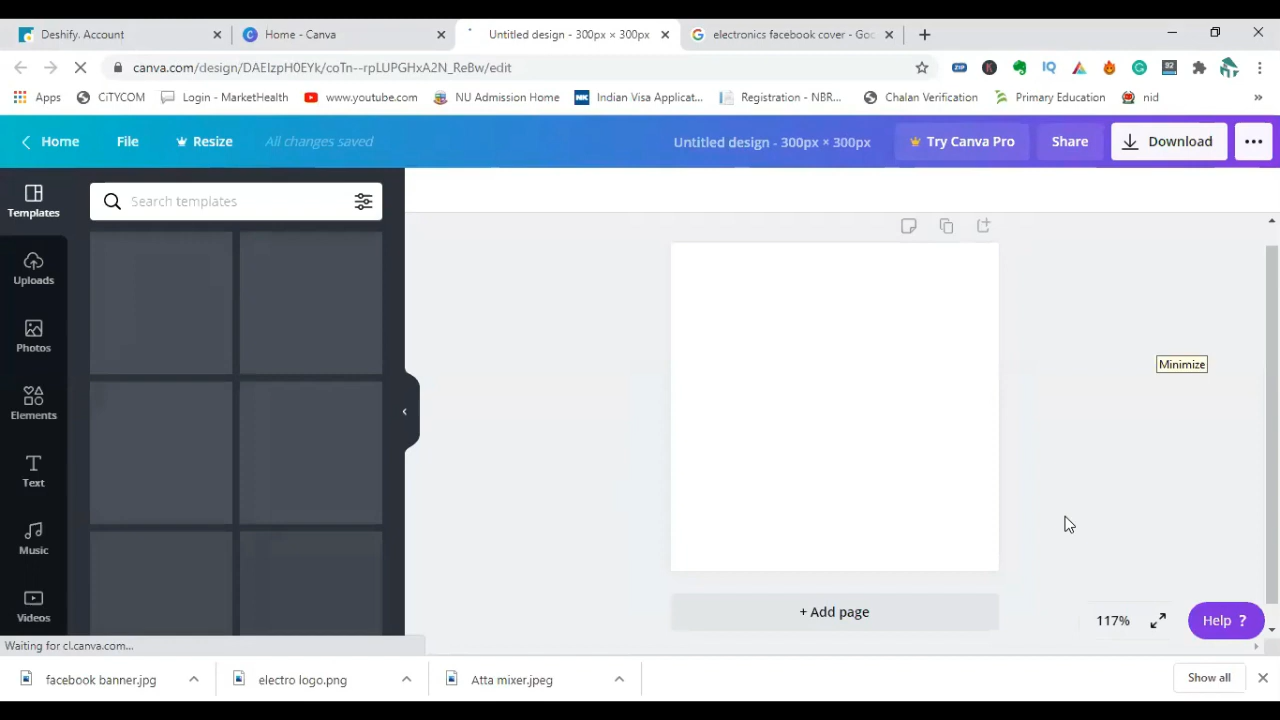 Deshify. Account
Home - Canva
Untitled design - 300px × 300px
electronics facebook cover - Goo
canva.com/design/DAEIzpH0EYk/coTn--rpLUPGHxA2N_ReBw/edit
Apps
CiTYCOM
Login - MarketHealth
www.youtube.com
NU Admission Home
Indian Visa Applicat...
Registration - NBR...
Chalan Verification
Primary Education
nid
Home
File
Resize
All changes saved
Untitled design - 300px × 300px
Try Canva Pro
Share
Download
Templates
Search templates
Uploads
Photos
Minimize
Elements
Text
Music
Videos
+ Add page
117%
Help ?
Waiting for cl.canva.com...
facebook banner.jpg
electro logo.png
Atta mixer.jpeg
Show all